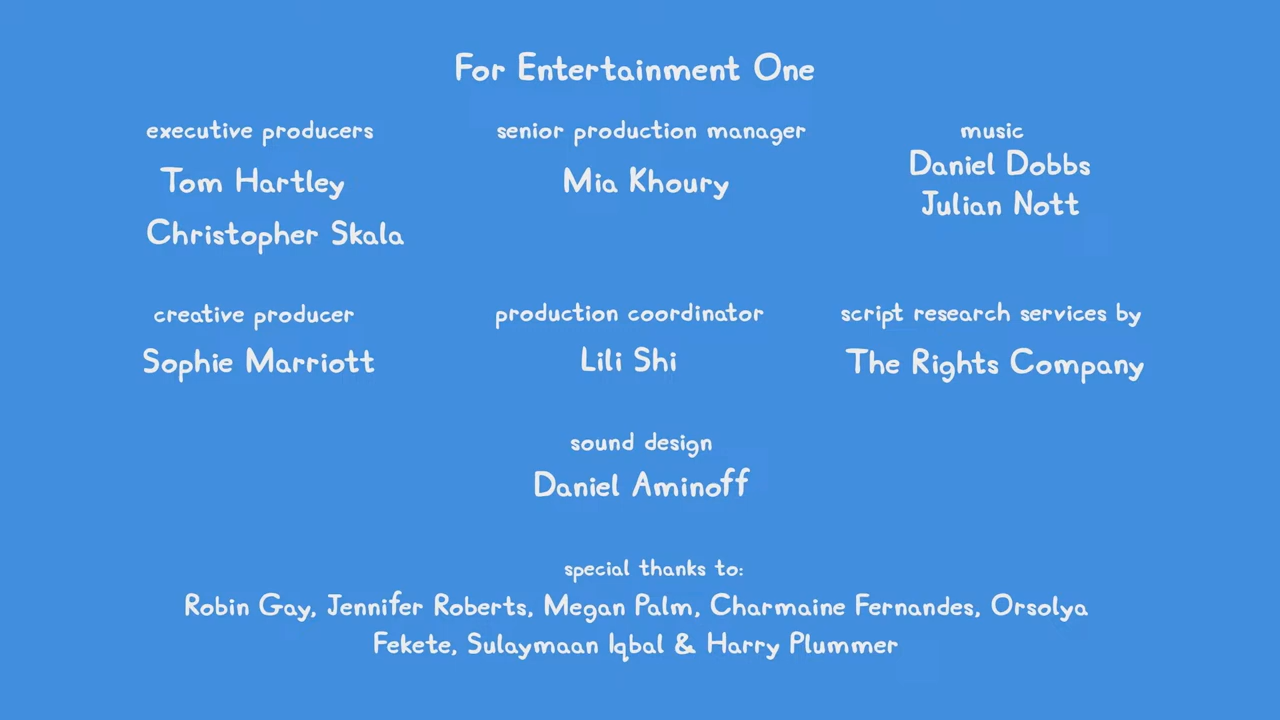 For Entertainment One
executive producers
Tom Hartley
Christopher Skala
senior production manager
Mia Khoury
music
Daniel Dobbs
Julian Nott
creative producer
Sophie Marriott
production coordinator
Lili Shi
script research services by
The Rights Company
sound design
Daniel Aminoff
special thanks to:
Robin Gay, Jennifer Roberts, Megan Palm, Charmaine Fernandes, Orsolya
Fekete, Sulaymaan Iqbal & Harry Plummer